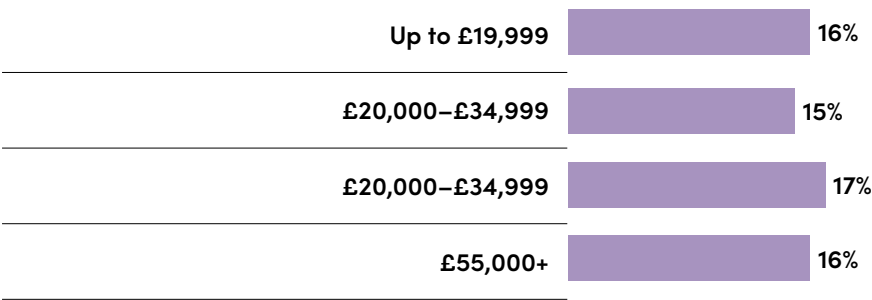 Up to £19,999 16%
£20,000–£34,999 15%
£20,000–£34,999 17%
£55,000+ 16%